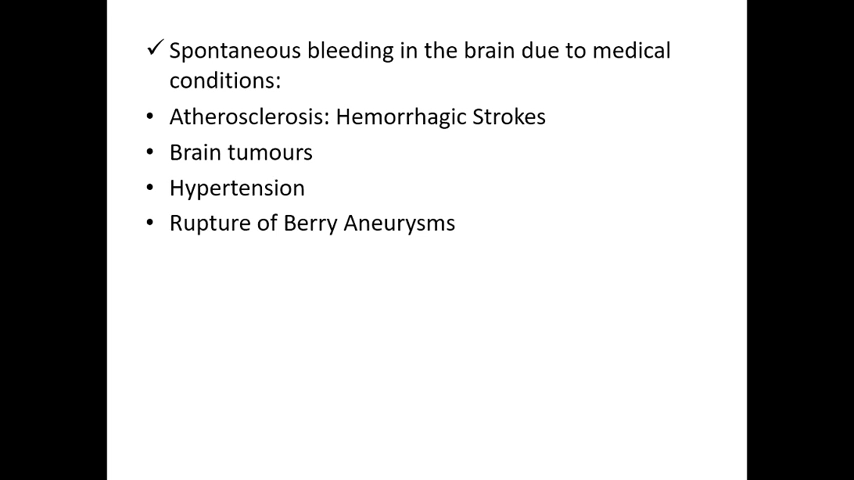 ✓ Spontaneous bleeding in the brain due to medical
conditions:
• Atherosclerosis: Hemorrhagic Strokes
• Brain tumours
• Hypertension
• Rupture of Berry Aneurysms